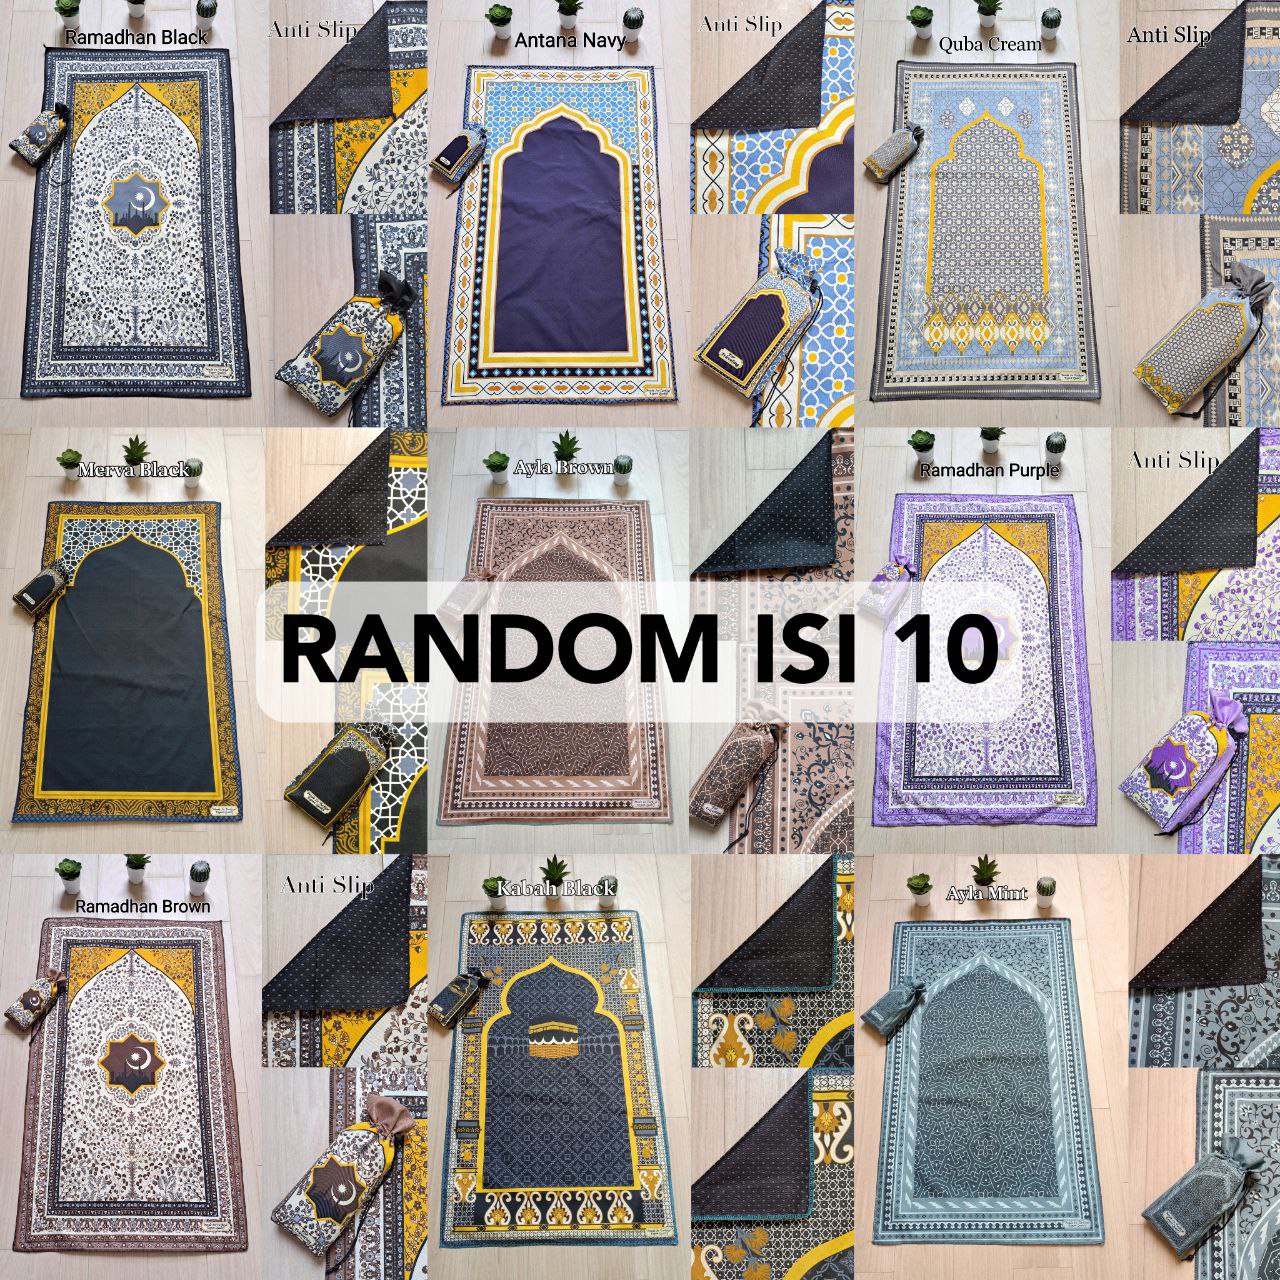 Ramadhan Black
Anti Slip
Antana Navy
Anti Slip
Quba Cream
Anti Slip
Merva Black
Ayla Brown
Ramadhan Purple
Anti Slip
RANDOM ISI 10
Ramadhan Brown
Anti Slip
Kabah Black
Ayla Mint